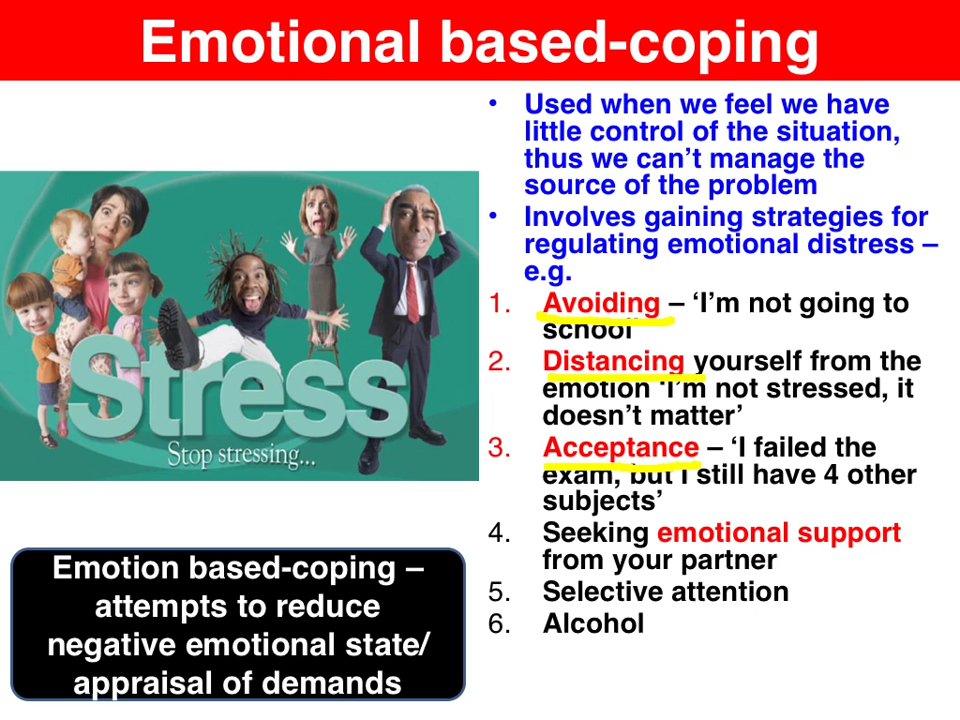 Emotional based-coping
• Used when we feel we have
little control of the situation,
thus we can’t manage the
source of the problem
• Involves gaining strategies for
regulating emotional distress –
e.g.
1. Avoiding – ‘I’m not going to
school’
2. Distancing yourself from the
emotion ‘I’m not stressed, it
doesn’t matter’
3. Acceptance – ‘I failed the
exam, but I still have 4 other
subjects’
4. Seeking emotional support
from your partner
5. Selective attention
6. Alcohol
Stress
Stop stressing...
Emotion based-coping –
attempts to reduce
negative emotional state/
appraisal of demands